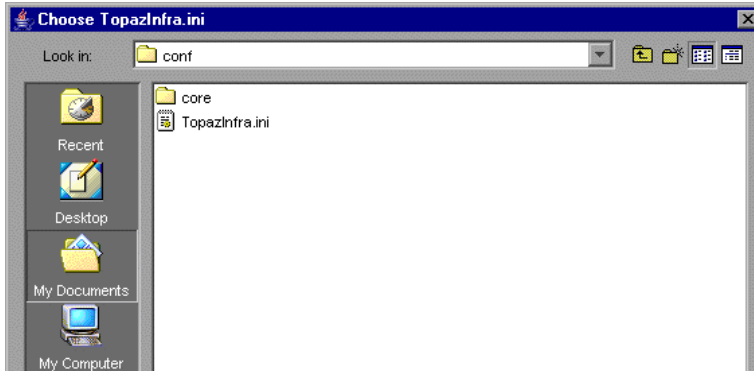 Choose TopazInfra.ini
Look in: conf
core
TopazInfra.ini
Recent
Desktop
My Documents
My Computer